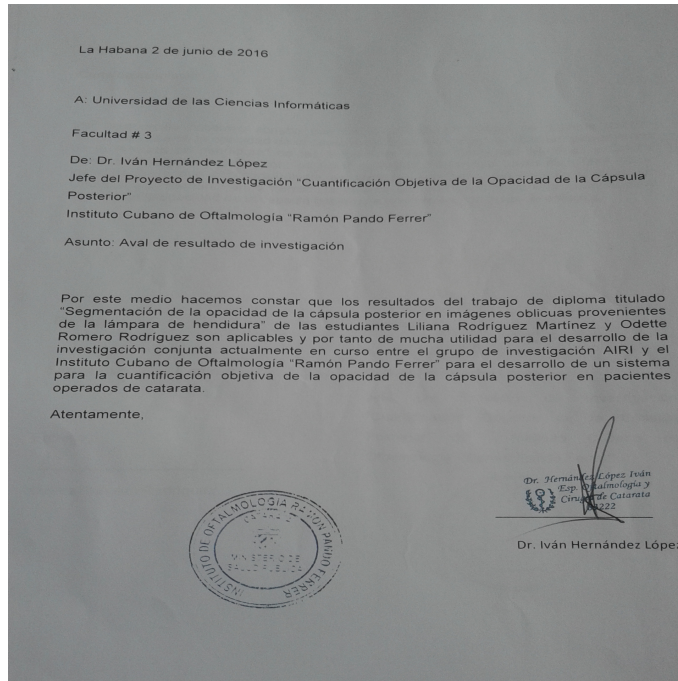 La Habana 2 de junio de 2016
A: Universidad de las Ciencias Informáticas
Facultad # 3
De: Dr. Iván Hernández López
Jefe del Proyecto de Investigación “Cuantificación Objetiva de la Opacidad de la Cápsula
Posterior”
Instituto Cubano de Oftalmología “Ramón Pando Ferrer”
Asunto: Aval de resultado de investigación
Por este medio hacemos constar que los resultados del trabajo de diploma titulado
“Segmentación de la opacidad de la cápsula posterior en imágenes oblicuas provenientes
de la lámpara de hendidura” de las estudiantes Liliana Rodríguez Martínez y Odette
Romero Rodríguez son aplicables y por tanto de mucha utilidad para el desarrollo de la
investigación conjunta actualmente en curso entre el grupo de investigación AIRI y el
Instituto Cubano de Oftalmología “Ramón Pando Ferrer” para el desarrollo de un sistema
para la cuantificación objetiva de la opacidad de la cápsula posterior en pacientes
operados de catarata.
Atentamente,
Dr. Hernández López Iván
Esp. Oftalmología y
de Catarata
INSTITUTO DE OFTALMOLOGIA RAMON PANDO FERRER
MINISTERIO DE
SALUD PUBLICA
Dr. Iván Hernández López